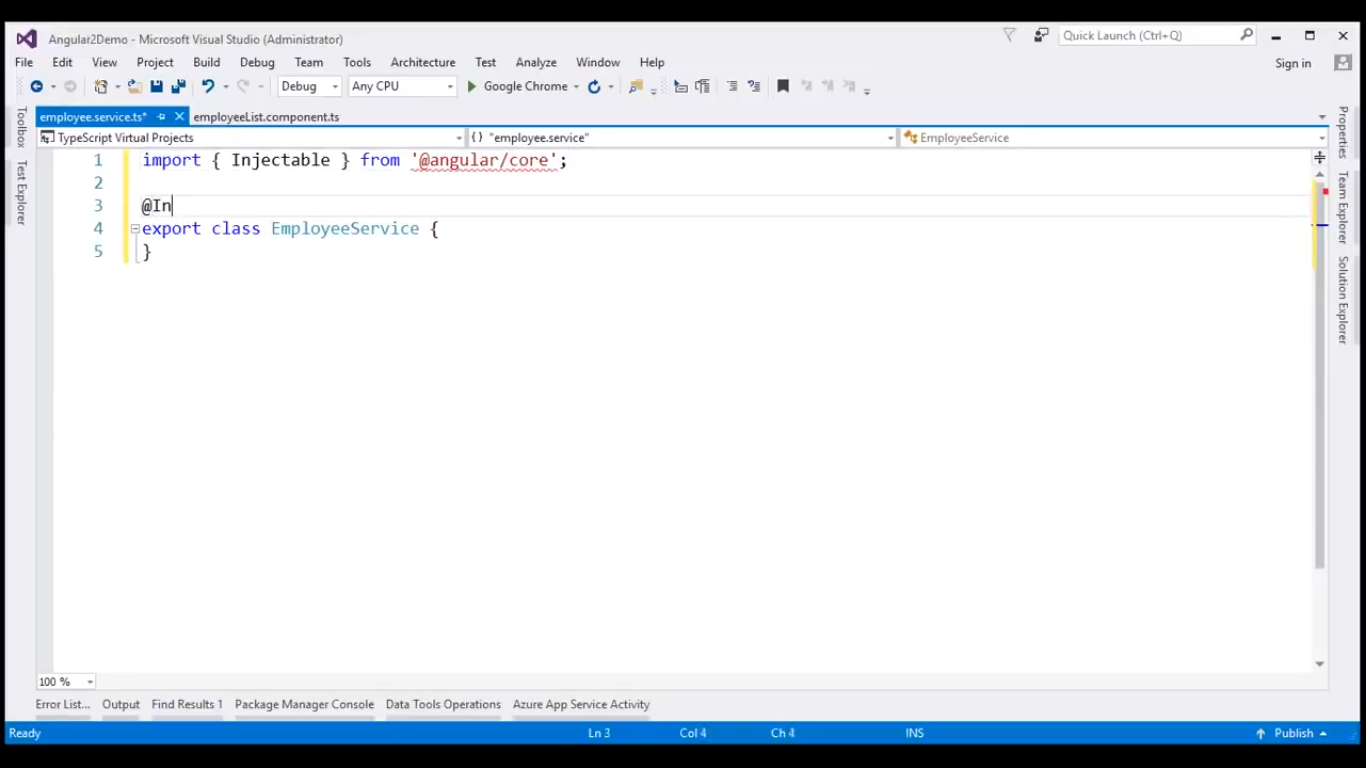 Angular2Demo - Microsoft Visual Studio (Administrator)
Quick Launch (Ctrl+Q)
File Edit View Project Build Debug Team Tools Architecture Test Analyze Window Help
Sign in
Debug Any CPU Google Chrome
employee.service.ts* employeeList.component.ts
TypeScript Virtual Projects {} "employee.service" EmployeeService
Toolbox
Test Explorer
1 import { Injectable } from '@angular/core';
2
3 @In
4 export class EmployeeService {
5 }
Properties
Team Explorer
Solution Explorer
100 %
Error List... Output Find Results 1 Package Manager Console Data Tools Operations Azure App Service Activity
Ready Ln 3 Col 4 Ch 4 INS Publish